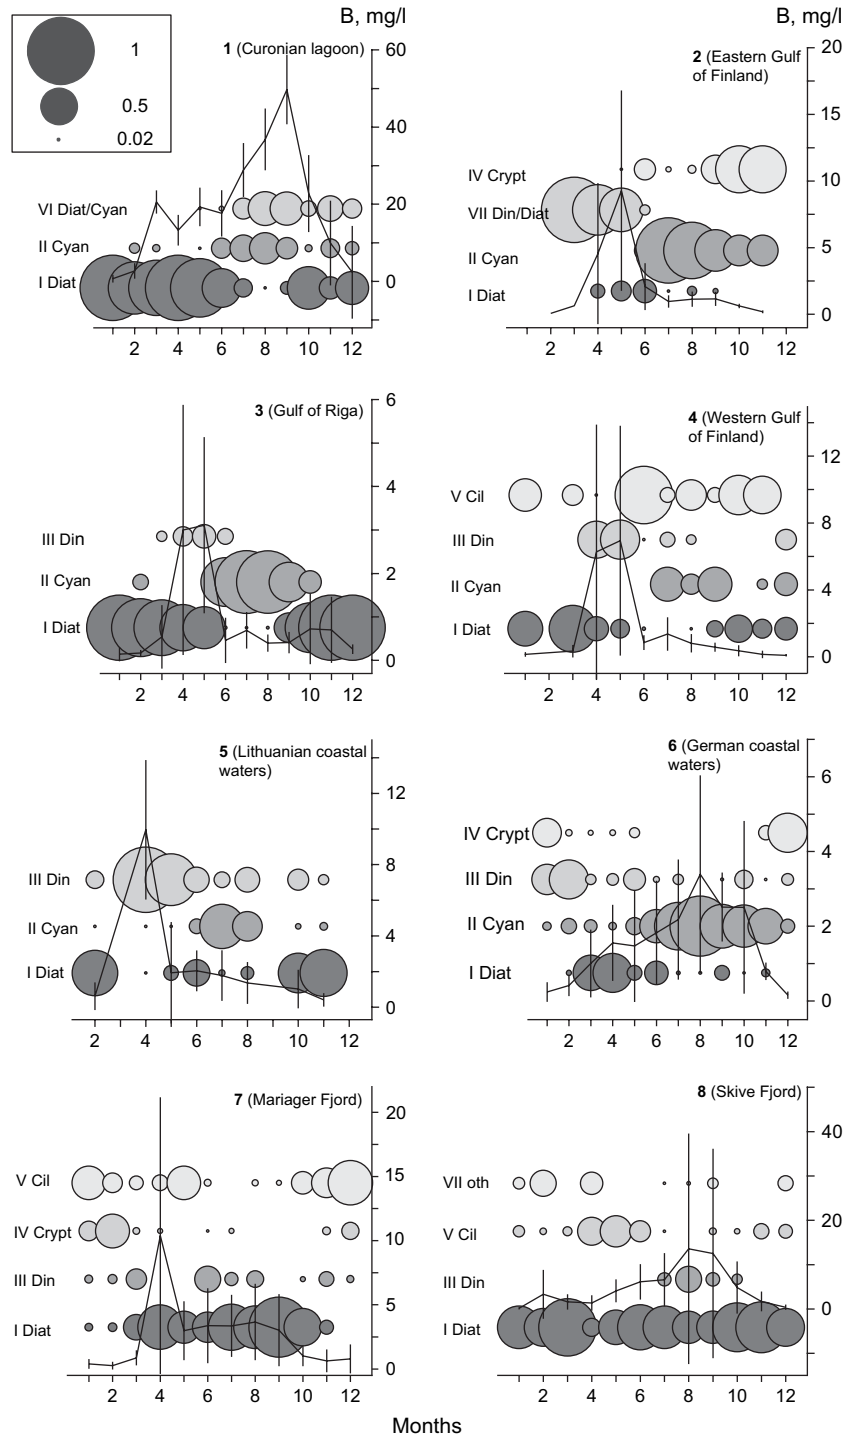 B, mg/l
B, mg/l
1
0.5
0.02
1 (Curonian lagoon)
60
40
20
0
VI Diat/Cyan
II Cyan
I Diat
2 4 6 8 10 12
2 (Eastern Gulf
of Finland)
20
15
10
5
0
IV Crypt
VII Din/Diat
II Cyan
I Diat
2 4 6 8 10 12
3 (Gulf of Riga)
6
4
2
0
III Din
II Cyan
I Diat
2 4 6 8 10 12
4 (Western Gulf
of Finland)
12
8
4
0
V Cil
III Din
II Cyan
I Diat
2 4 6 8 10 12
5 (Lithuanian coastal
waters)
12
8
4
0
III Din
II Cyan
I Diat
2 4 6 8 10 12
6 (German coastal
waters)
6
4
2
0
IV Crypt
III Din
II Cyan
I Diat
2 4 6 8 10 12
7 (Mariager Fjord)
20
15
10
5
0
V Cil
IV Crypt
III Din
I Diat
2 4 6 8 10 12
8 (Skive Fjord)
40
20
0
VII oth
V Cil
III Din
I Diat
2 4 6 8 10 12
Months